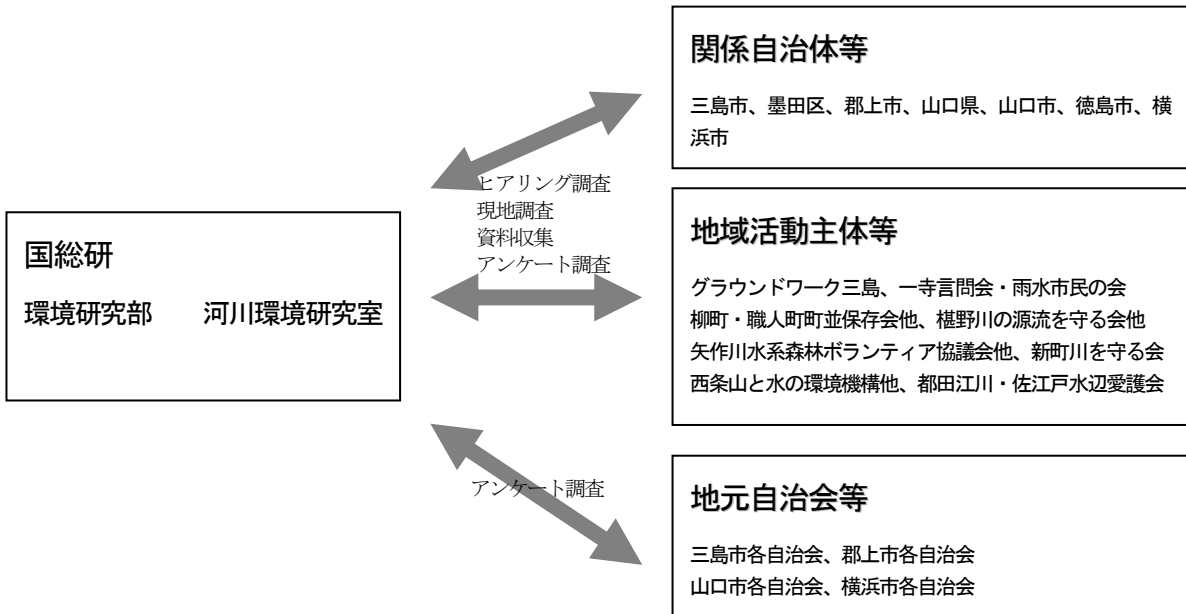 国総研
環境研究部　　河川環境研究室
ヒアリング調査
現地調査
資料収集
アンケート調査
アンケート調査
関係自治体等
三島市、墨田区、郡上市、山口県、山口市、徳島市、横
浜市
地域活動主体等
グラウンドワーク三島、一寺言問会・雨水市民の会
柳町・職人町町並保存会他、椹野川の源流を守る会他
矢作川水系森林ボランティア協議会他、新町川を守る会
西条山と水の環境機構他、都田江川・佐江戸水辺愛護会
地元自治会等
三島市各自治会、郡上市各自治会
山口市各自治会、横浜市各自治会